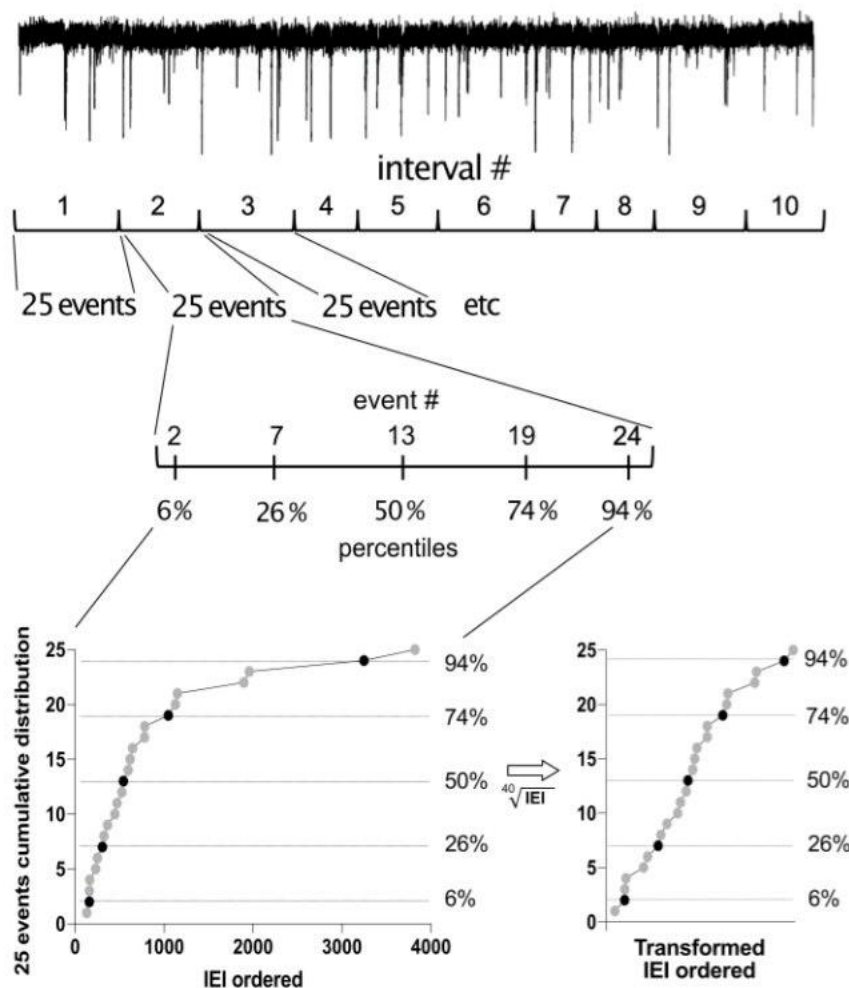 interval #
1 2 3 4 5 6 7 8 9 10
25 events 25 events 25 events etc
event #
2 7 13 19 24
6% 26% 50% 74% 94%
percentiles
25 events cumulative distribution
25
20
15
10
5
0
0 1000 2000 3000 4000
IEI ordered
94%
74%
50%
26%
6%
40√IEI
25
20
15
10
5
0
94%
74%
50%
26%
6%
Transformed
IEI ordered